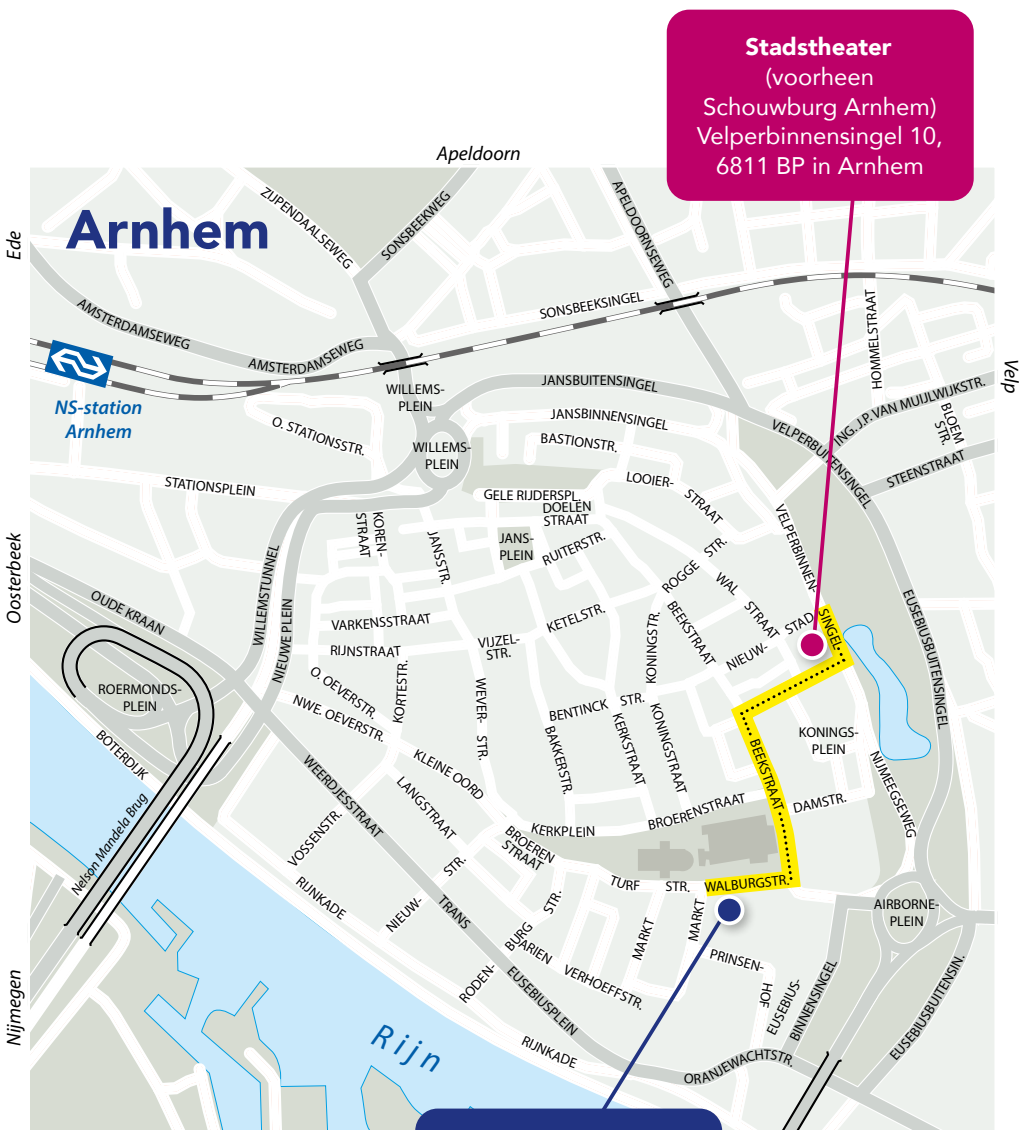 Stadstheater
(voorheen
Schouwburg Arnhem)
Velperbinnensingel 10,
6811 BP in Arnhem
Apeldoorn
Arnhem
Ede
ZIJPENDAALSEWEG
SONSBEEKWEG
APELDOORNSEWEG
SONSBEEKSINGEL
AMSTERDAMSEWEG
AMSTERDAMSEWEG
HOMMELSTRAAT
Velp
NS-station
Arnhem
WILLEMS-
PLEIN
JANSBUITENSINGEL
ING. J.P. VAN MUIJLWIJKSTR.
BLOEM
STR.
O. STATIONSSTR.
WILLEMS-
PLEIN
JANSBINNENSINGEL
BASTIONSTR.
VELPERBUITENSINGEL
STEENSTRAAT
STATIONSPLEIN
LOOIER-
STRAAT
GELE RIJDERSPL.
DOELEN
STRAAT
KOREN-
STRAAT
JANSSTR.
JANS-
PLEIN
RUITERSTR.
VELPERBINNEN-
SINGEL
Oosterbeek
OUDE KRAAN
WILLEMSTUNNEL
NIEUWE PLEIN
ROGGE STR.
WAL
STRAAT
EUSEBIUSBUITENSINGEL
VARKENSSTRAAT
RIJNSTRAAT
VIJZEL-
STR.
KETELSTR.
KONINGSTR.
BEEKSTRAAT
NIEUW-
STAD
ROERMONDS-
PLEIN
O. OEVERSTR.
NWE. OEVERSTR.
KORTESTR.
WEVER-
STR.
BENTINCK STR.
BAKKERSTR.
KERKSTRAAT
KONINGSTRAAT
BEEKSTRAAT
KONINGS-
PLEIN
NIJMEEGSEWEG
BOTERDIJK
WEERDJESSTRAAT
KLEINE OORD
LANGSTRAAT
Nelson Mandela Brug
VOSSENSTR.
BROEREN
STRAAT
KERKPLEIN
BROERENSTRAAT
DAMSTR.
RIJNKADE
NIEUW-
STR.
TURF STR.
WALBURGSTR.
AIRBORNE-
PLEIN
TRANS
BURG
STR.
MARKT
MARKT
PRINSEN-
HOF
RODEN-
ARIEN
VERHOEFFSTR.
EUSEBIUSPLEIN
EUSEBIUS-
BINNENSINGEL
EUSEBIUSBUITENSIN.
Nijmegen
Rijn
RIJNKADE
ORANJEWACHTSTR.